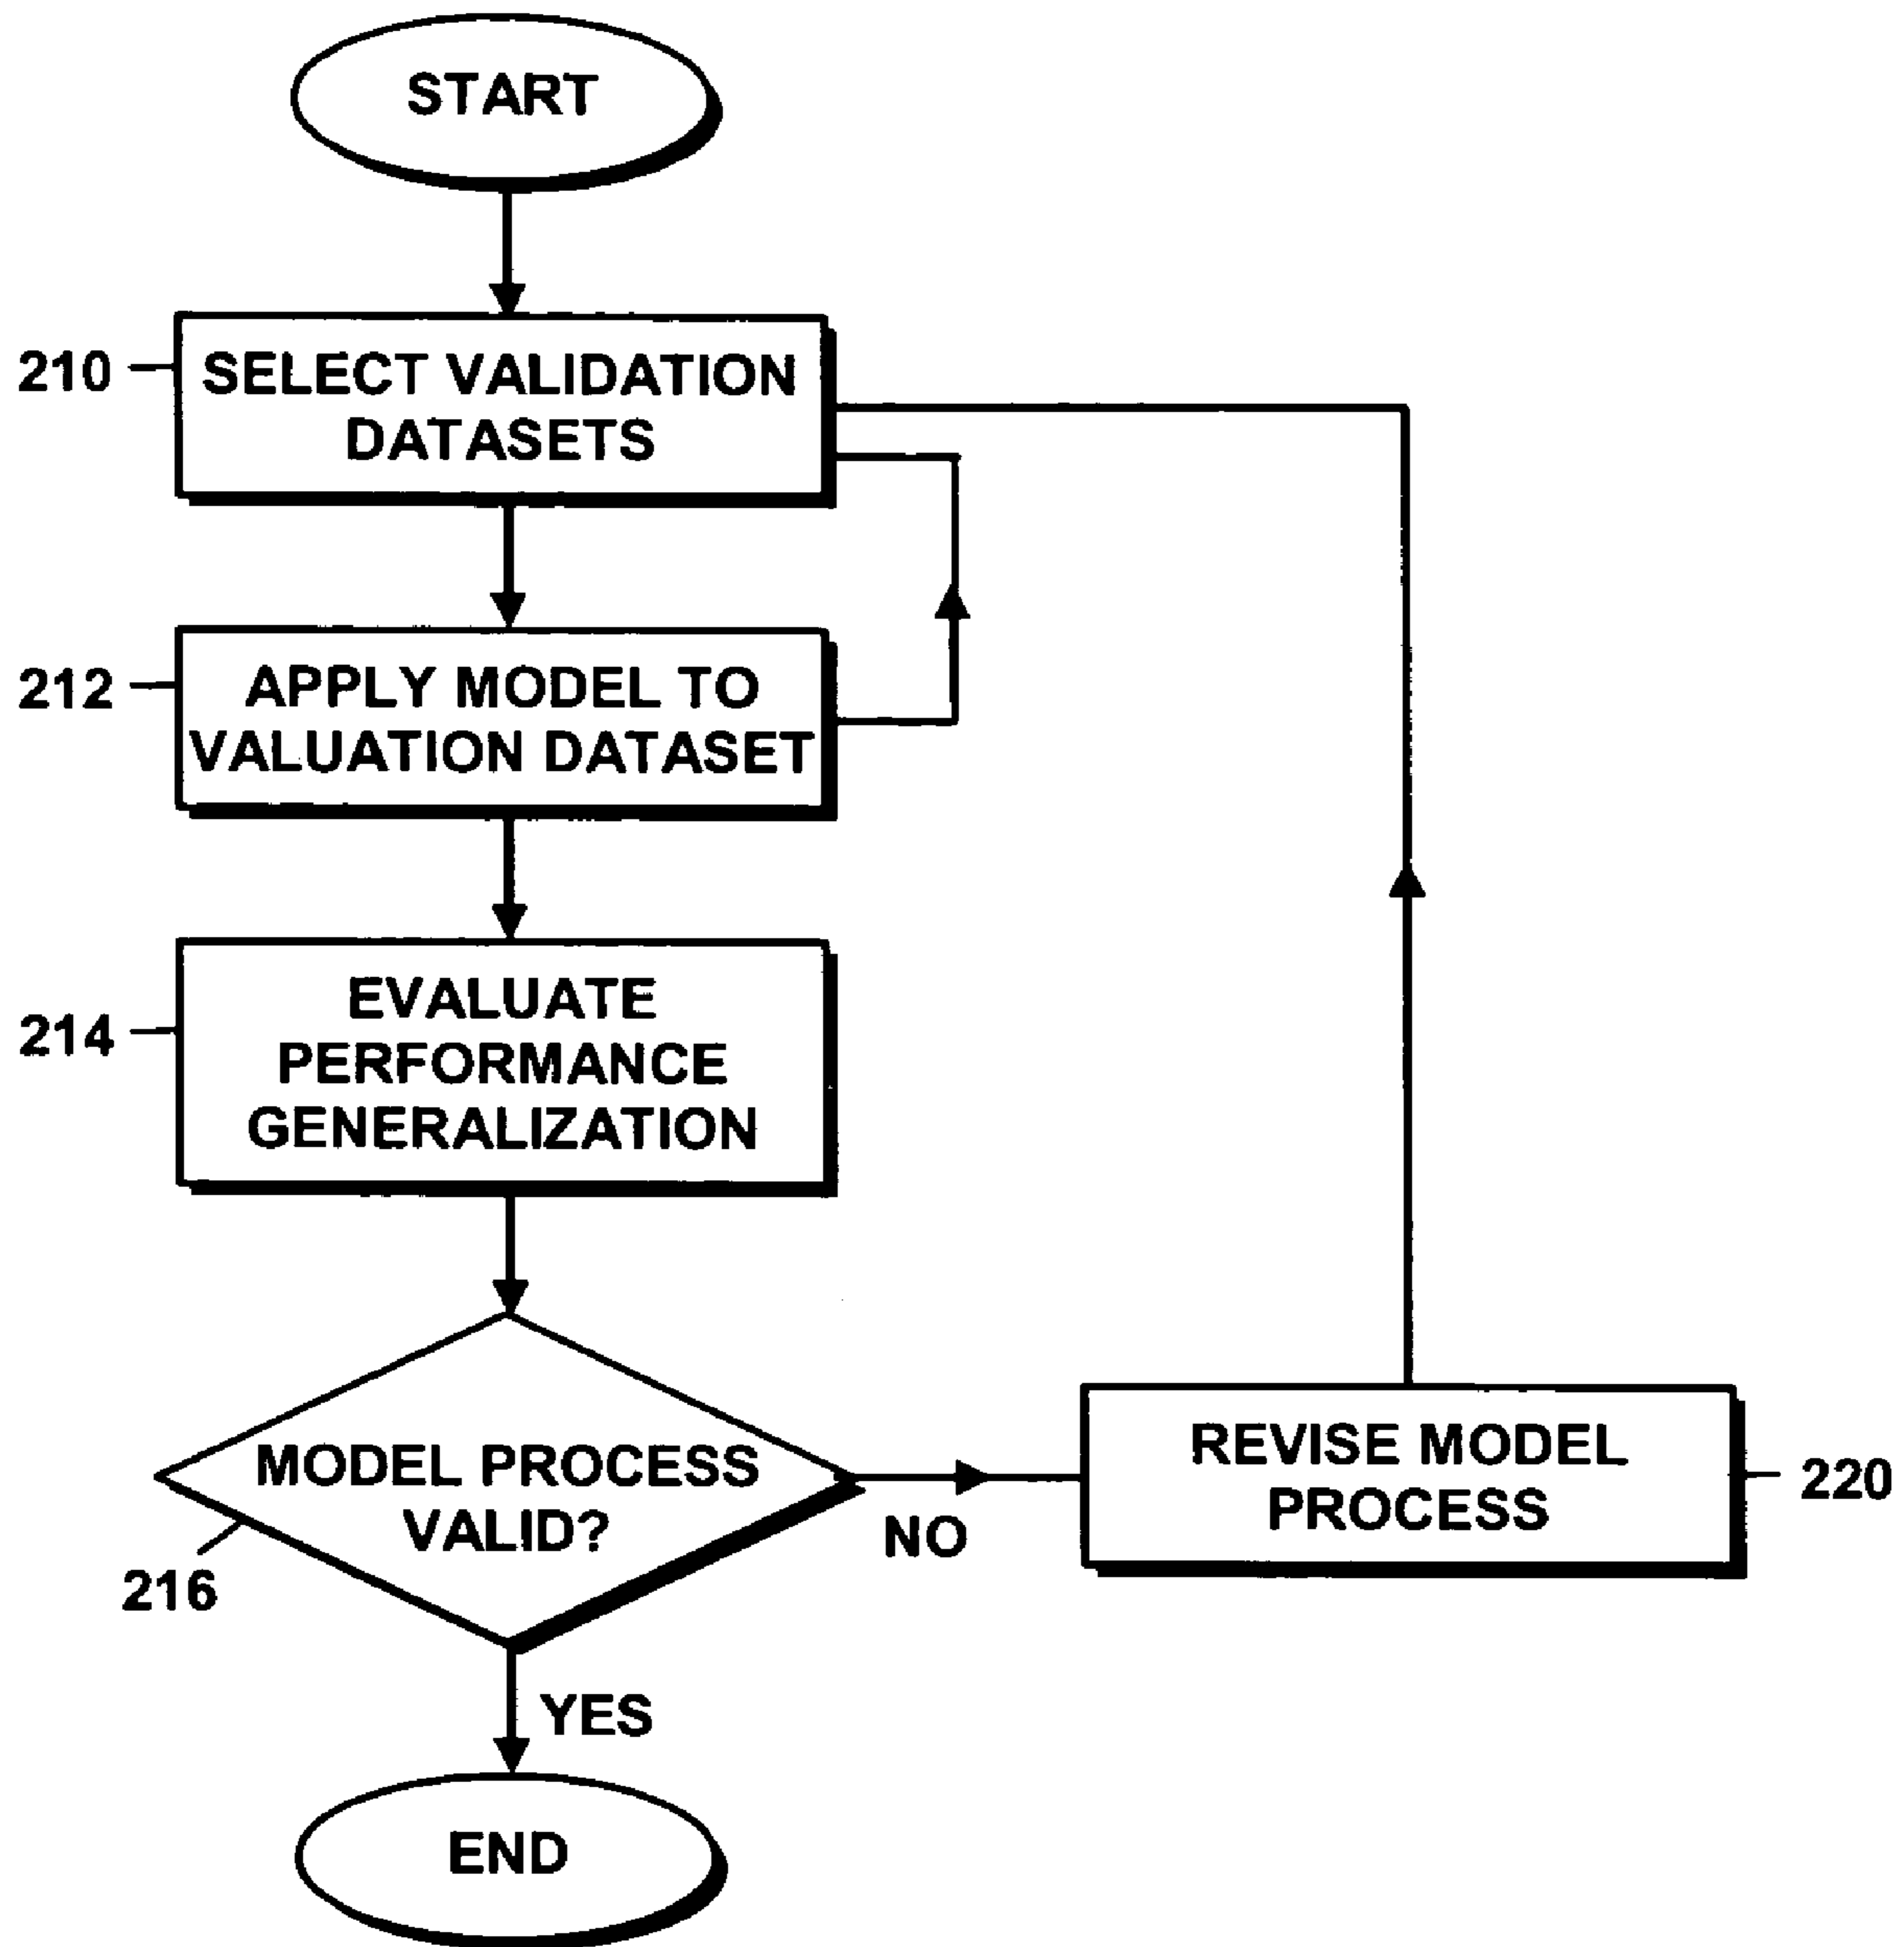 START
210
SELECT VALIDATION
DATASETS
212
APPLY MODEL TO
VALUATION DATASET
214
EVALUATE
PERFORMANCE
GENERALIZATION
MODEL PROCESS
VALID?
216
NO
REVISE MODEL
PROCESS
220
YES
END